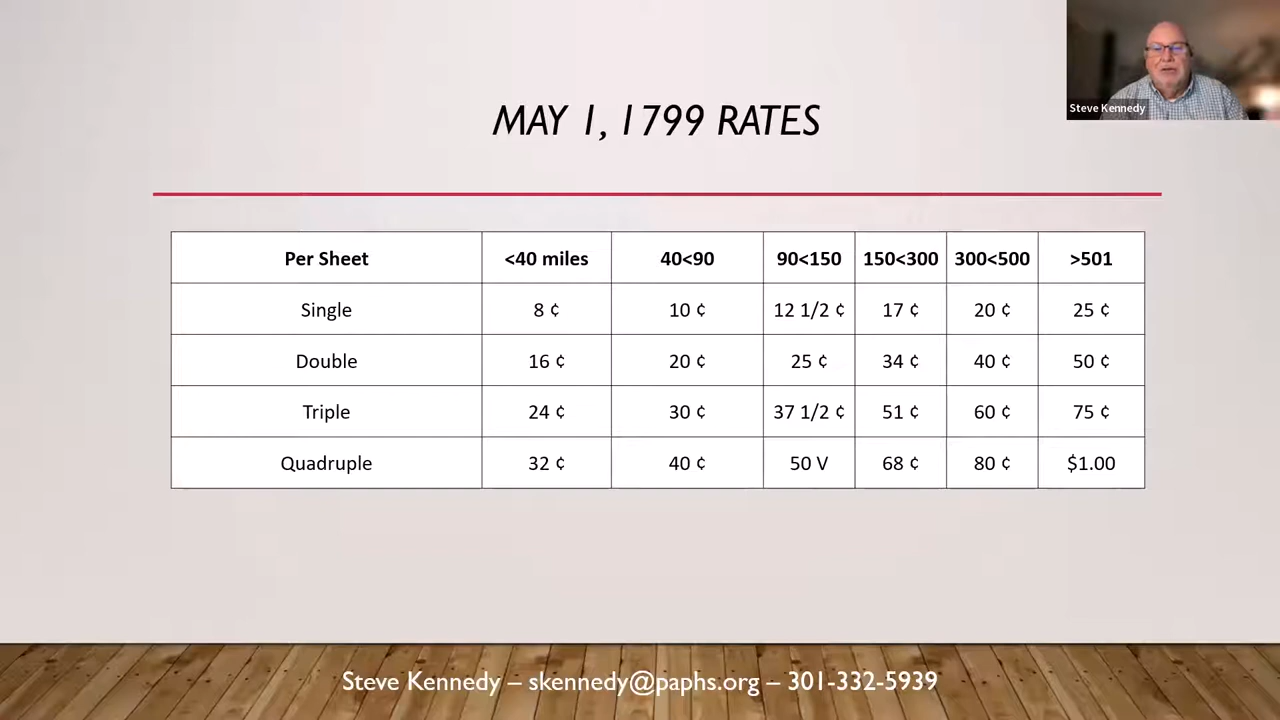 Steve Kennedy
MAY 1, 1799 RATES
Per Sheet <40 miles 40<90 90<150 150<300 300<500 >501
Single 8 ¢ 10 ¢ 12 1/2 ¢ 17 ¢ 20 ¢ 25 ¢
Double 16 ¢ 20 ¢ 25 ¢ 34 ¢ 40 ¢ 50 ¢
Triple 24 ¢ 30 ¢ 37 1/2 ¢ 51 ¢ 60 ¢ 75 ¢
Quadruple 32 ¢ 40 ¢ 50 V 68 ¢ 80 ¢ $1.00
Steve Kennedy – skennedy@paphs.org – 301-332-5939